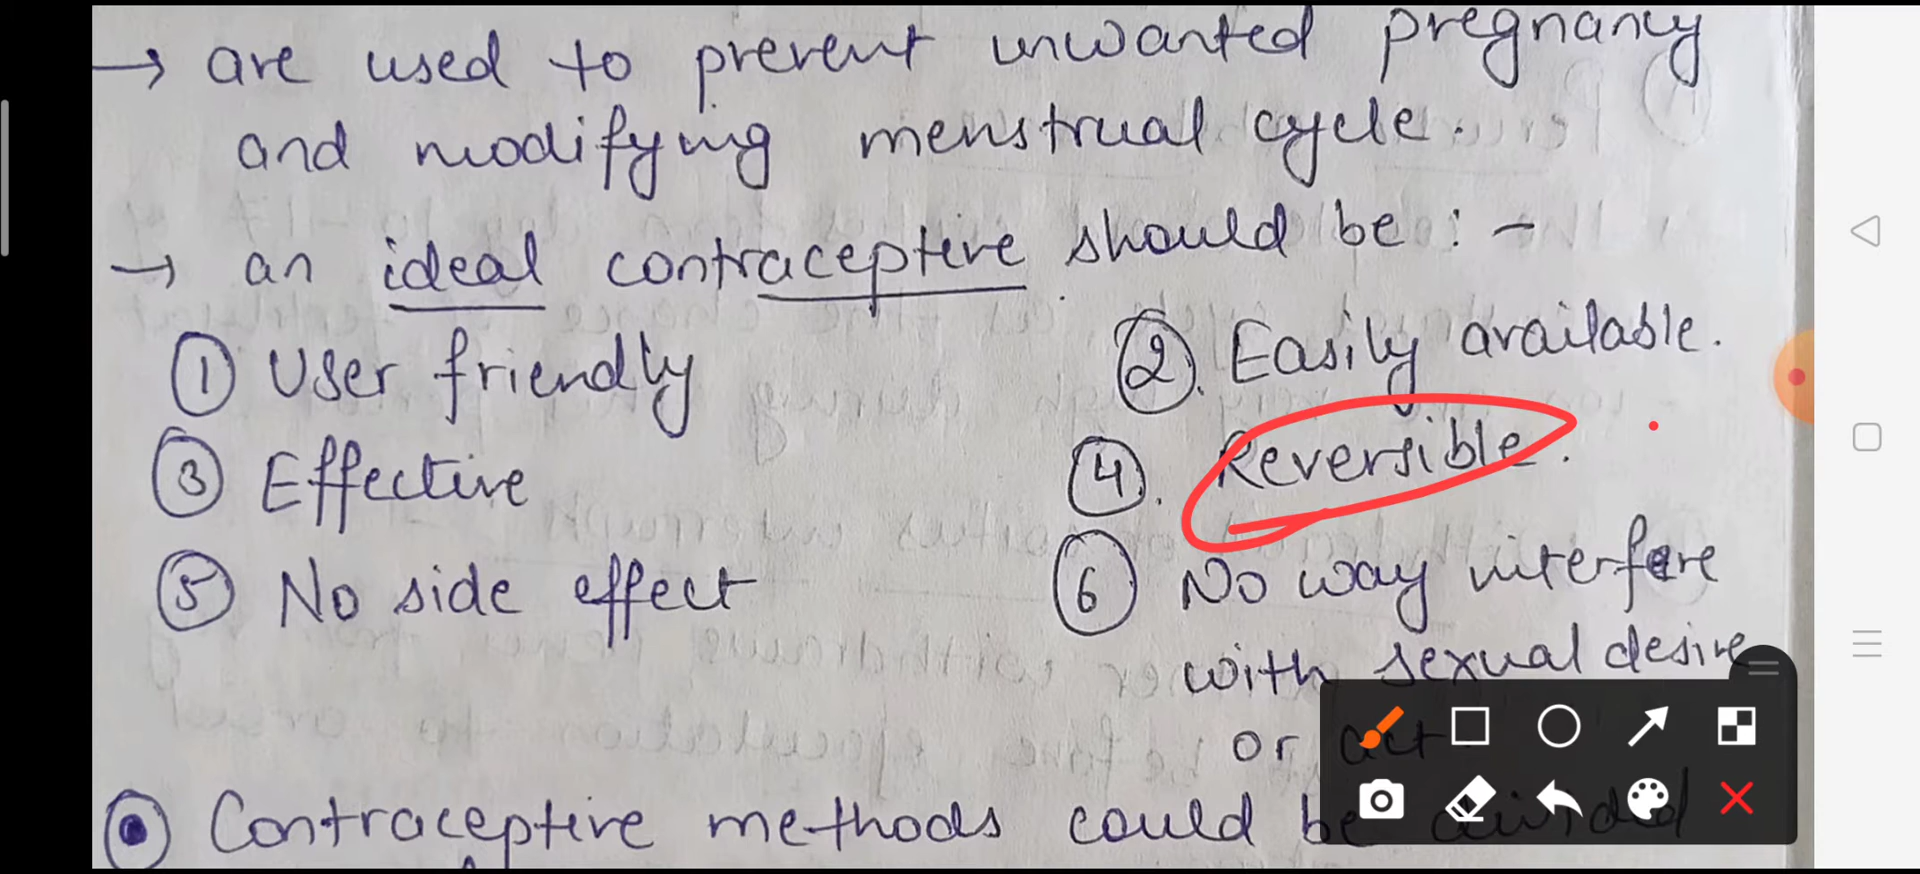 → are used to prevent unwanted pregnancy
and modifying menstrual cycle.
→ an ideal contraceptive should be : -
① User friendly
② Easily available.
③ Effective
④ Reversible.
⑤ No side effect
⑥ No way interfere
with sexual desire
or act
Contraceptive methods could be divided